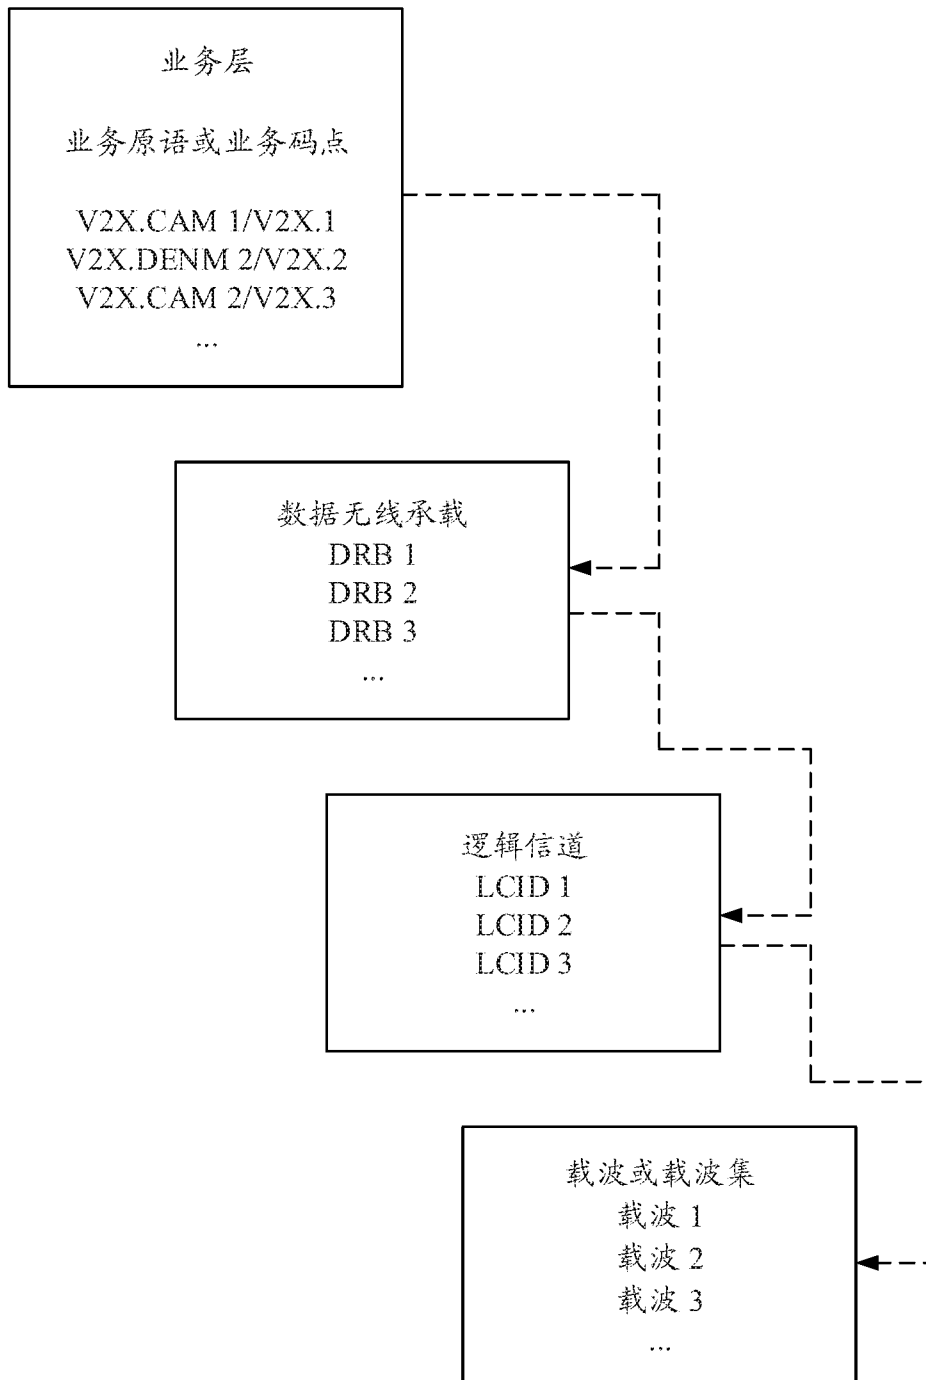 业务层
业务原语或业务码点
V2X.CAM 1/V2X.1
V2X.DENM 2/V2X.2
V2X.CAM 2/V2X.3
...
数据无线承载
DRB 1
DRB 2
DRB 3
...
逻辑信道
LCID 1
LCID 2
LCID 3
...
载波或载波集
载波 1
载波 2
载波 3
...